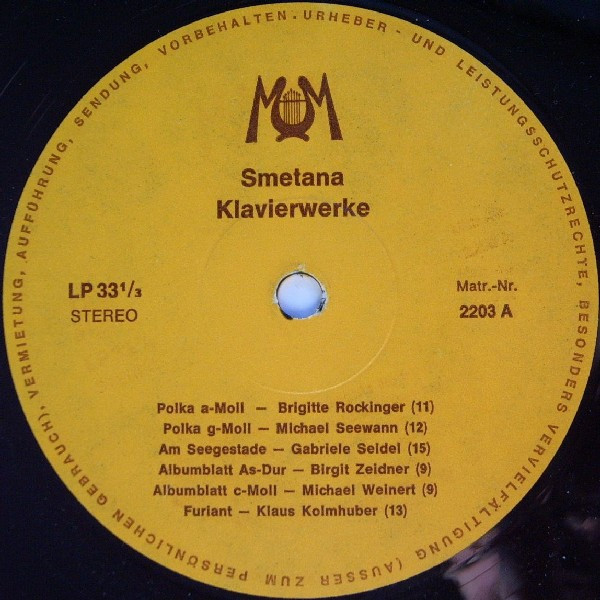 MM
Smetana
Klavierwerke
LP 33¹/₃
STEREO
Matr.-Nr.
2203 A
Polka a-Moll — Brigitte Rockinger (11)
Polka g-Moll — Michael Seewann (12)
Am Seegestade — Gabriele Seidel (15)
Albumblatt As-Dur — Birgit Zeidner (9)
Albumblatt c-Moll — Michael Weinert (9)
Furiant — Klaus Kolmhuber (13)
URHEBER- UND LEISTUNGSSCHUTZRECHTE, BESONDERS VERVIELFÄLTIGUNG (AUSSER ZUM PERSÖNLICHEN GEBRAUCH), VERMIETUNG, AUFFÜHRUNG, SENDUNG, VORBEHALTEN.